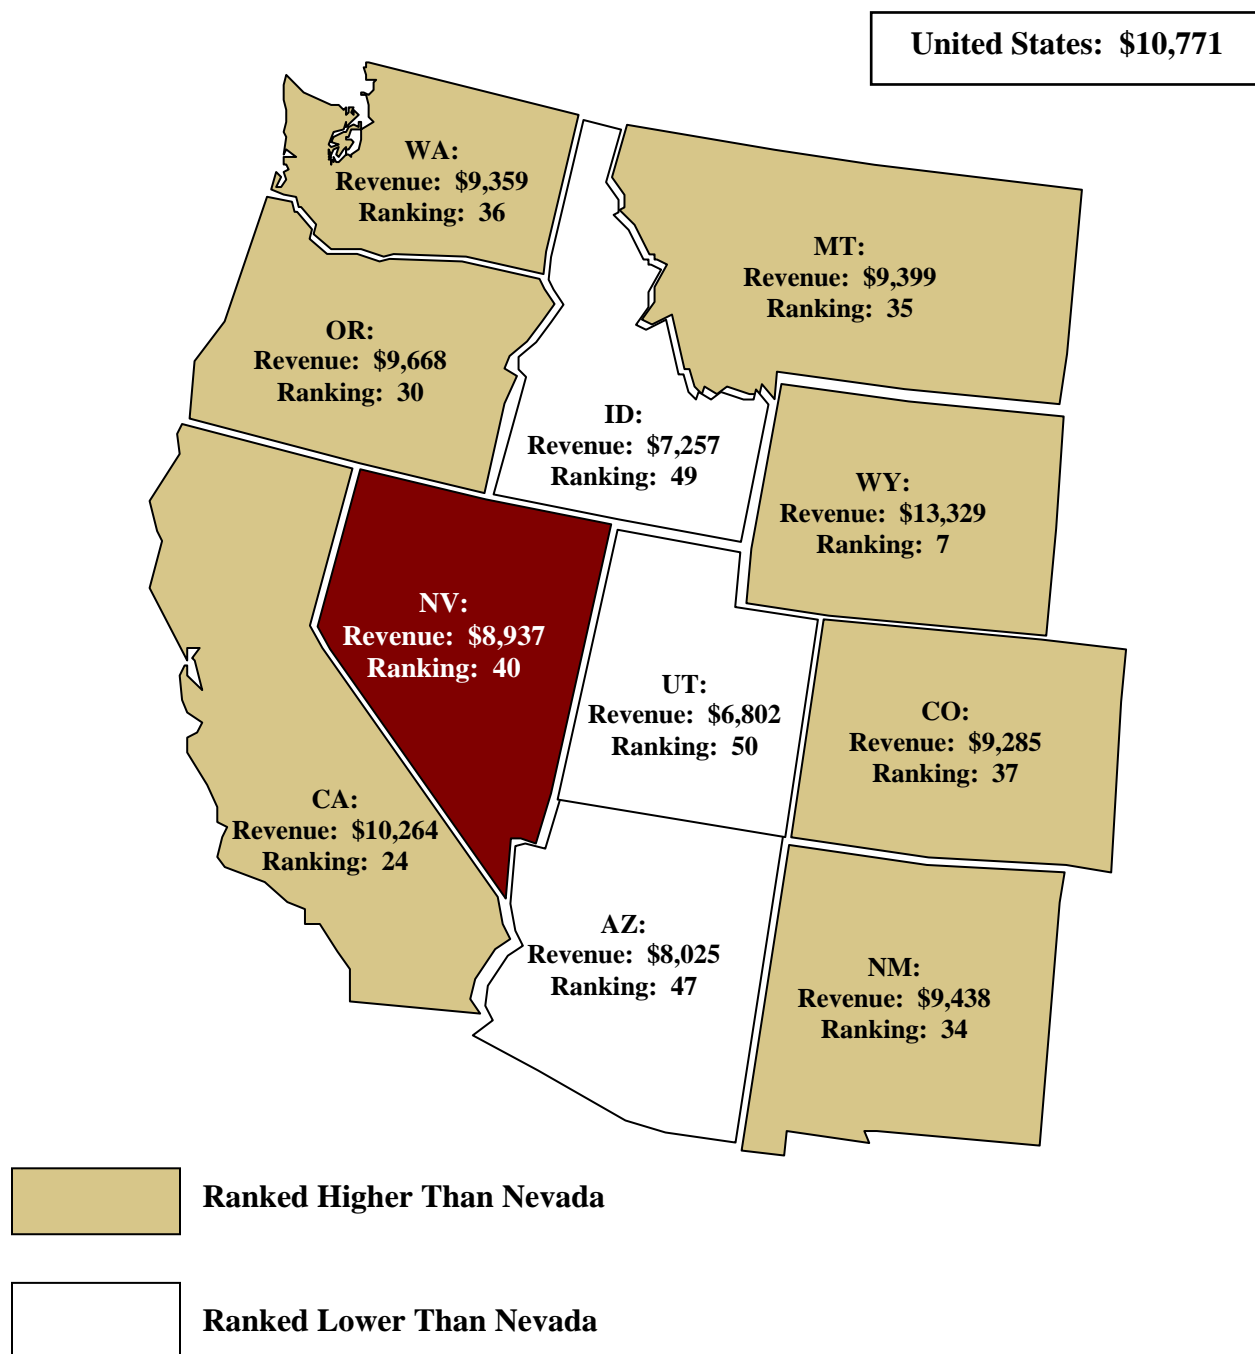 United States: $10,771
WA:
Revenue: $9,359
Ranking: 36
MT:
Revenue: $9,399
Ranking: 35
OR:
Revenue: $9,668
Ranking: 30
ID:
Revenue: $7,257
Ranking: 49
WY:
Revenue: $13,329
Ranking: 7
NV:
Revenue: $8,937
Ranking: 40
UT:
Revenue: $6,802
Ranking: 50
CO:
Revenue: $9,285
Ranking: 37
CA:
Revenue: $10,264
Ranking: 24
AZ:
Revenue: $8,025
Ranking: 47
NM:
Revenue: $9,438
Ranking: 34
Ranked Higher Than Nevada
Ranked Lower Than Nevada